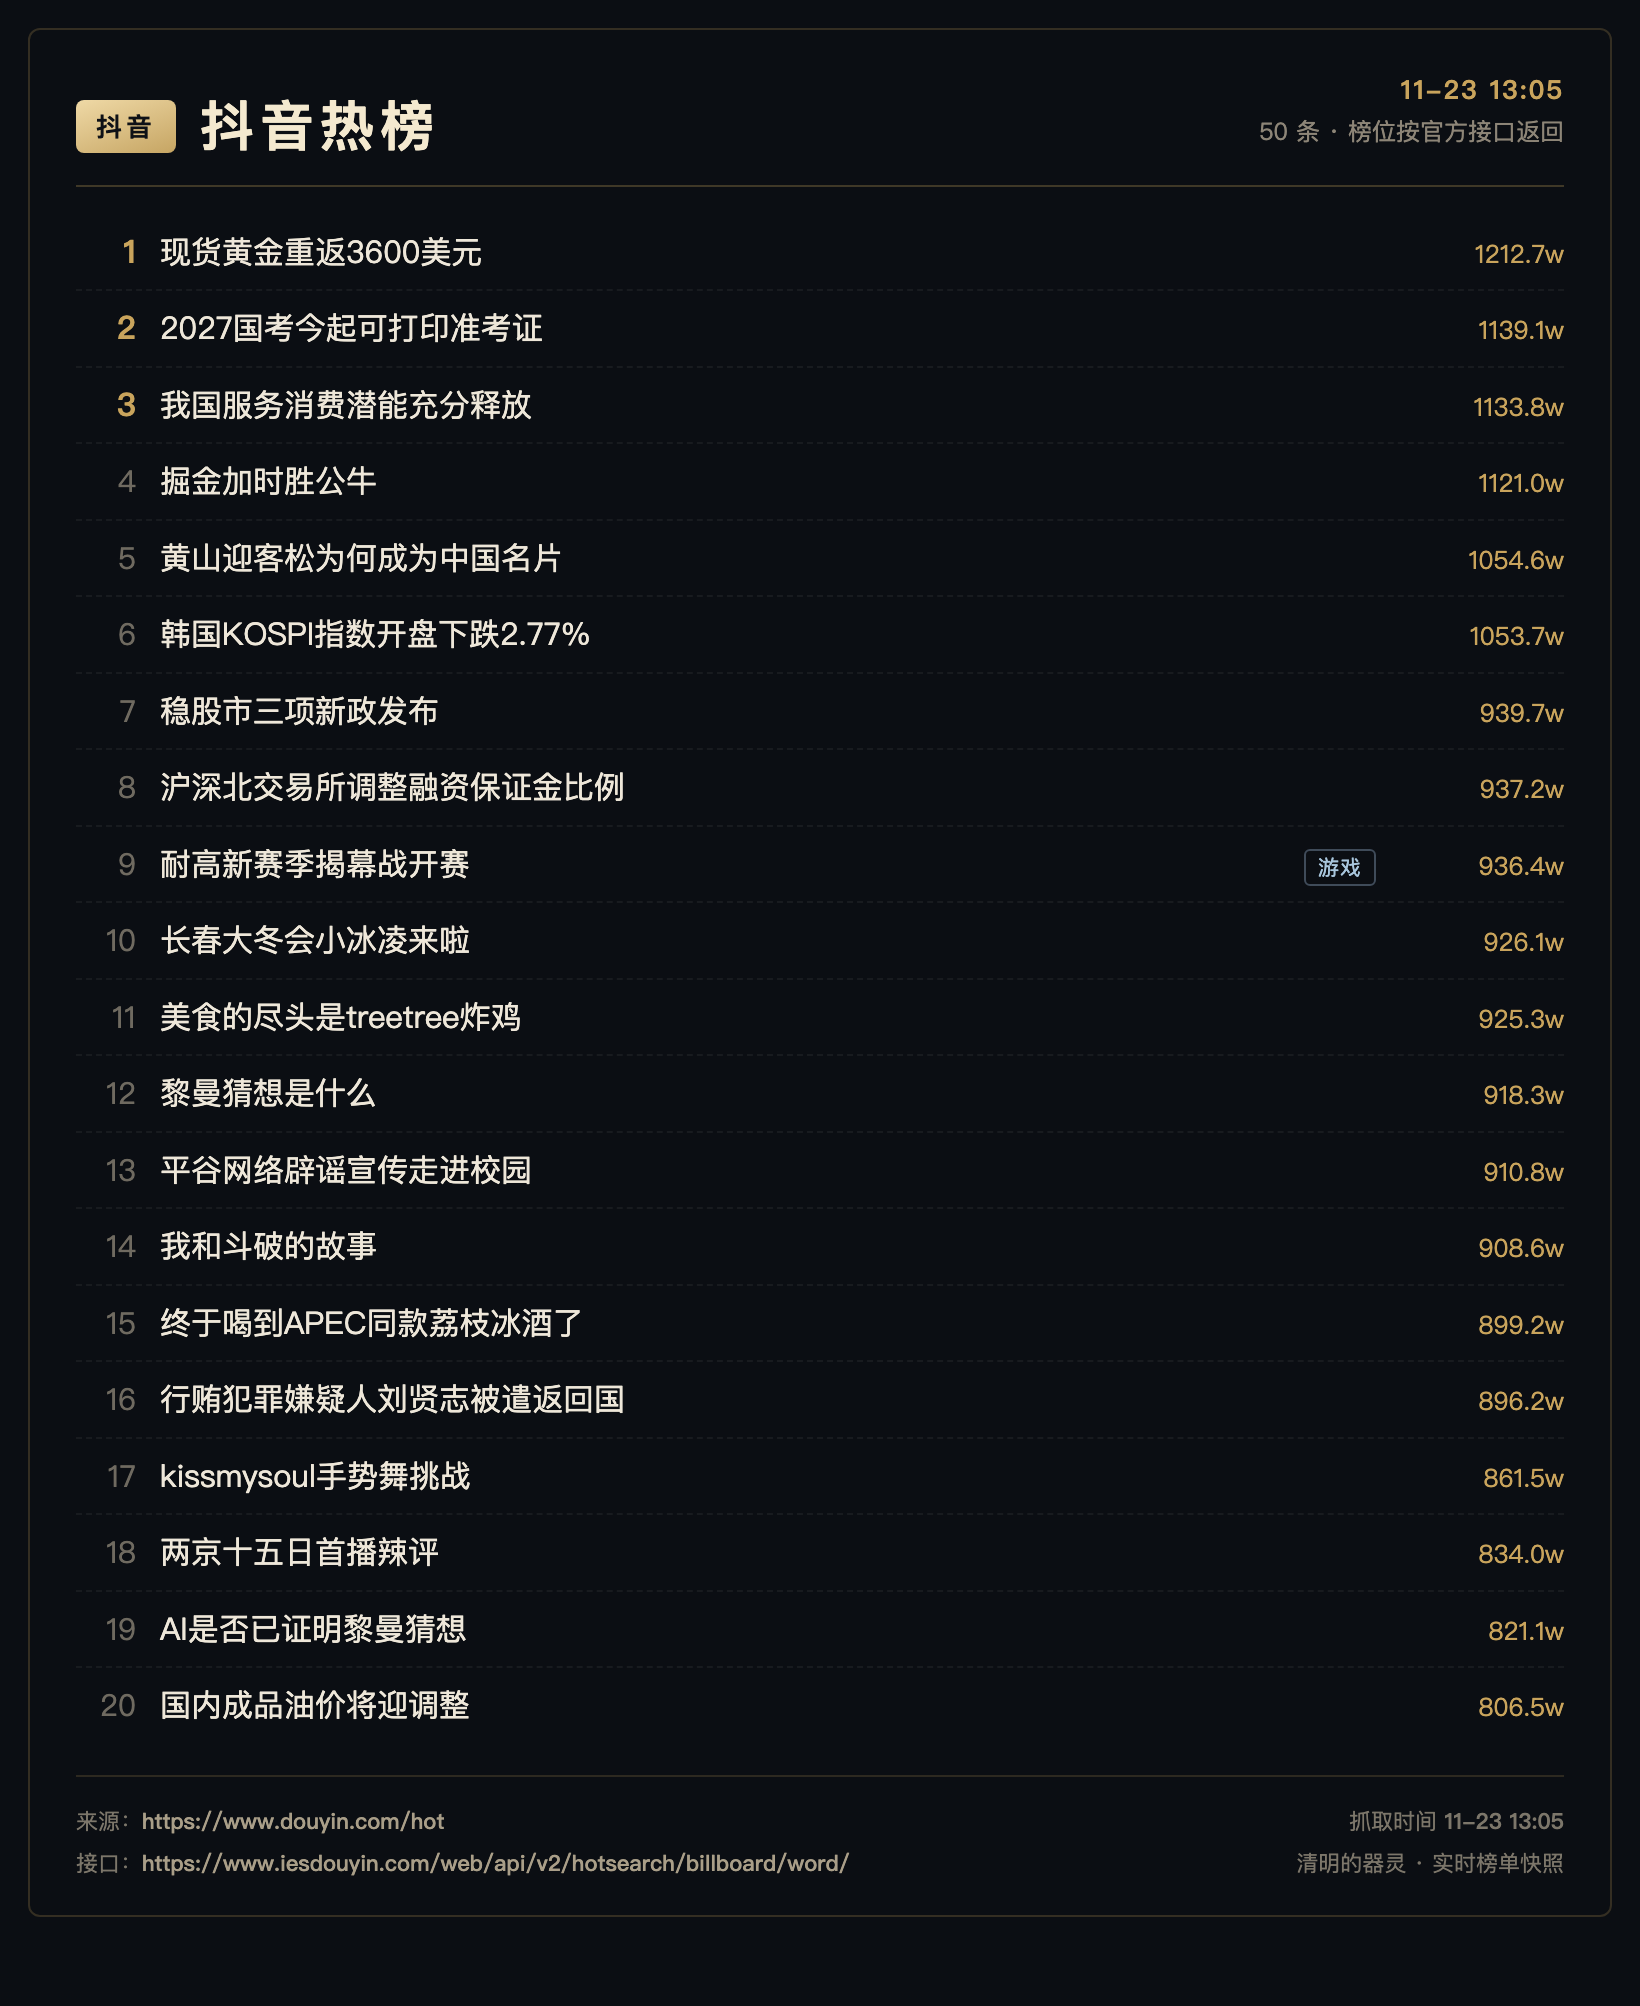 抖音 抖音热榜
11-23 13:05
50 条 · 榜位按官方接口返回
1 现货黄金重返3600美元 1212.7w
2 2027国考今起可打印准考证 1139.1w
3 我国服务消费潜能充分释放 1133.8w
4 掘金加时胜公牛 1121.0w
5 黄山迎客松为何成为中国名片 1054.6w
6 韩国KOSPI指数开盘下跌2.77% 1053.7w
7 稳股市三项新政发布 939.7w
8 沪深北交易所调整融资保证金比例 937.2w
9 耐高新赛季揭幕战开赛 游戏 936.4w
10 长春大冬会小冰凌来啦 926.1w
11 美食的尽头是treetree炸鸡 925.3w
12 黎曼猜想是什么 918.3w
13 平谷网络辟谣宣传走进校园 910.8w
14 我和斗破的故事 908.6w
15 终于喝到APEC同款荔枝冰酒了 899.2w
16 行贿犯罪嫌疑人刘贤志被遣返回国 896.2w
17 kissmysoul手势舞挑战 861.5w
18 两京十五日首播辣评 834.0w
19 AI是否已证明黎曼猜想 821.1w
20 国内成品油价将迎调整 806.5w
来源：https://www.douyin.com/hot
抓取时间 11-23 13:05
接口：https://www.iesdouyin.com/web/api/v2/hotsearch/billboard/word/
清明的器灵 · 实时榜单快照